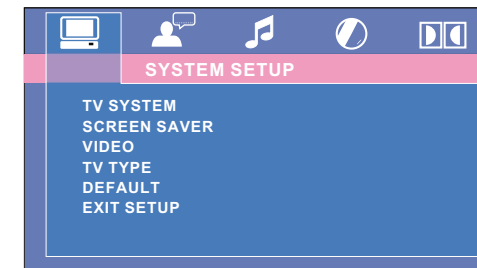 SYSTEM SETUP
TV SYSTEM
SCREEN SAVER
VIDEO
TV TYPE
DEFAULT
EXIT SETUP